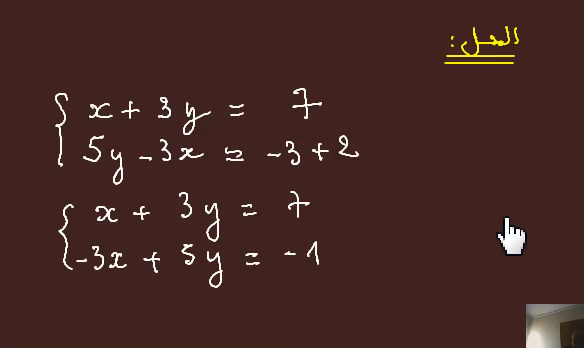 الحل:
x + 3y = 7
5y - 3x = -3 + 2
x + 3y = 7
-3x + 5y = -1